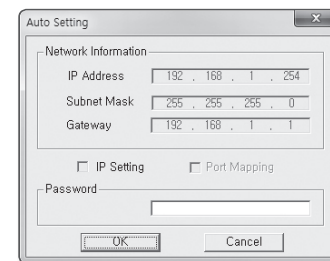 Auto Setting
Network Information
IP Address 192 . 168 . 1 . 254
Subnet Mask 255 . 255 . 255 . 0
Gateway 192 . 168 . 1 . 1
IP Setting Port Mapping
Password
OK Cancel